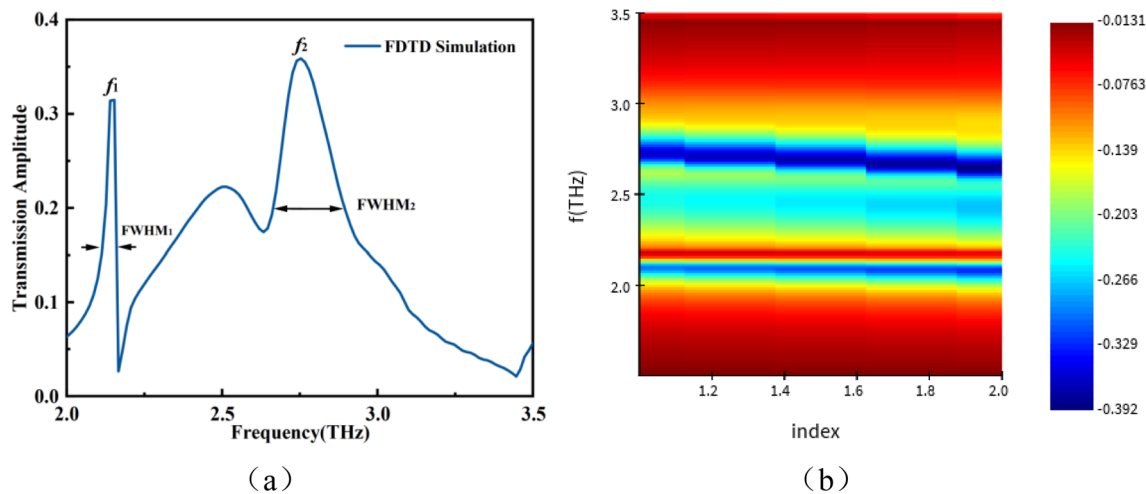 0.4
0.3
0.2
0.1
0.0
Transmission Amplitude
f1
f2
FDTD Simulation
FWHM1
FWHM2
2.0 2.5 3.0 3.5
Frequency(THz)
(a)
3.5
3.0
2.5
2.0
f(THz)
1.2 1.4 1.6 1.8 2.0
index
-0.0131
-0.0763
-0.139
-0.203
-0.266
-0.329
-0.392
(b)